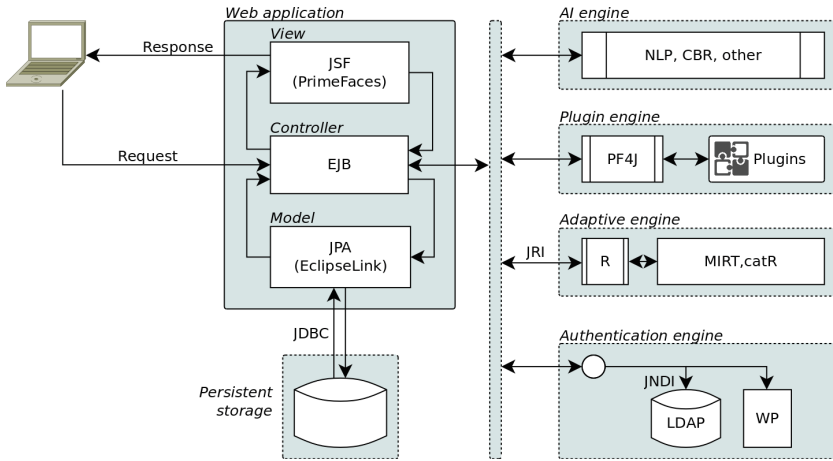 Web application
View
JSF
(PrimeFaces)
Response
Controller
EJB
Request
Model
JPA
(EclipseLink)
JDBC
Persistent
storage
AI engine
NLP, CBR, other
Plugin engine
PF4J
Plugins
Adaptive engine
JRI
R
MIRT,catR
Authentication engine
JNDI
LDAP
WP